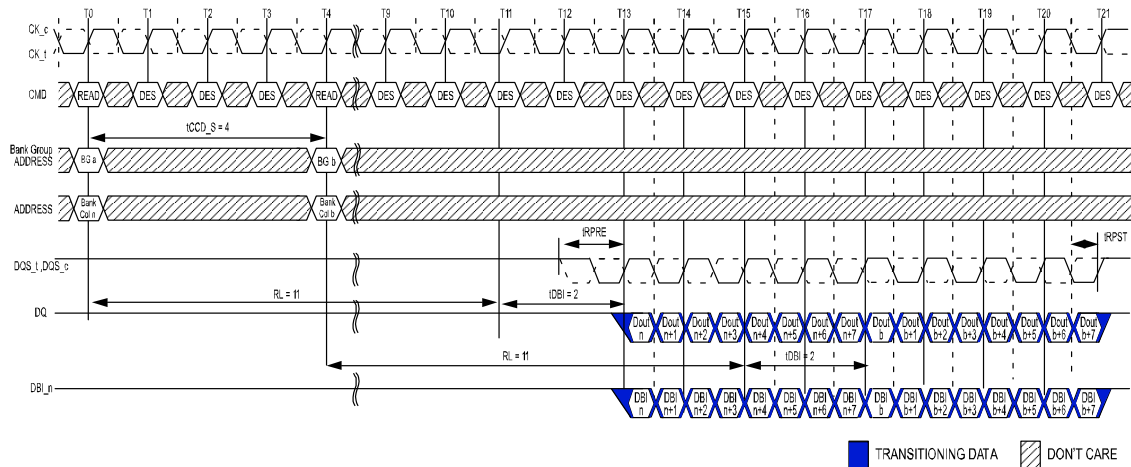 T0 T1 T2 T3 T4 T9 T10 T11 T12 T13 T14 T15 T16 T17 T18 T19 T20 T21
CK_c
CK_t
CMD READ DES DES DES READ DES DES DES DES DES DES DES DES DES DES DES DES DES
tCCD_S = 4
Bank Group
ADDRESS BG a BG b
ADDRESS Bank Col n Bank Col b
tRPRE tRPST
DQS_t ,DQS_c
RL = 11 tDBI = 2
DQ Dout n Dout n+1 Dout n+2 Dout n+3 Dout n+4 Dout n+5 Dout n+6 Dout n+7 Dout b Dout b+1 Dout b+2 Dout b+3 Dout b+4 Dout b+5 Dout b+6 Dout b+7
RL = 11 tDBI = 2
DBI_n DBI n DBI n+1 DBI n+2 DBI n+3 DBI n+4 DBI n+5 DBI n+6 DBI n+7 DBI b DBI b+1 DBI b+2 DBI b+3 DBI b+4 DBI b+5 DBI b+6 DBI b+7
TRANSITIONING DATA DON'T CARE